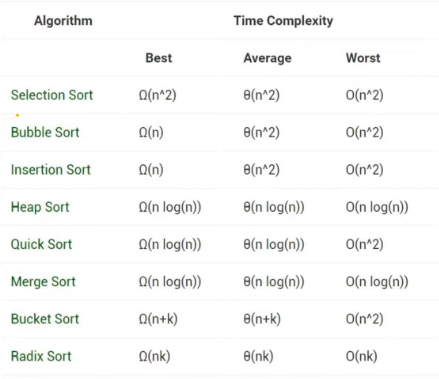 Algorithm Time Complexity
Best Average Worst
Selection Sort Ω(n^2) θ(n^2) O(n^2)
Bubble Sort Ω(n) θ(n^2) O(n^2)
Insertion Sort Ω(n) θ(n^2) O(n^2)
Heap Sort Ω(n log(n)) θ(n log(n)) O(n log(n))
Quick Sort Ω(n log(n)) θ(n log(n)) O(n^2)
Merge Sort Ω(n log(n)) θ(n log(n)) O(n log(n))
Bucket Sort Ω(n+k) θ(n+k) O(n^2)
Radix Sort Ω(nk) θ(nk) O(nk)